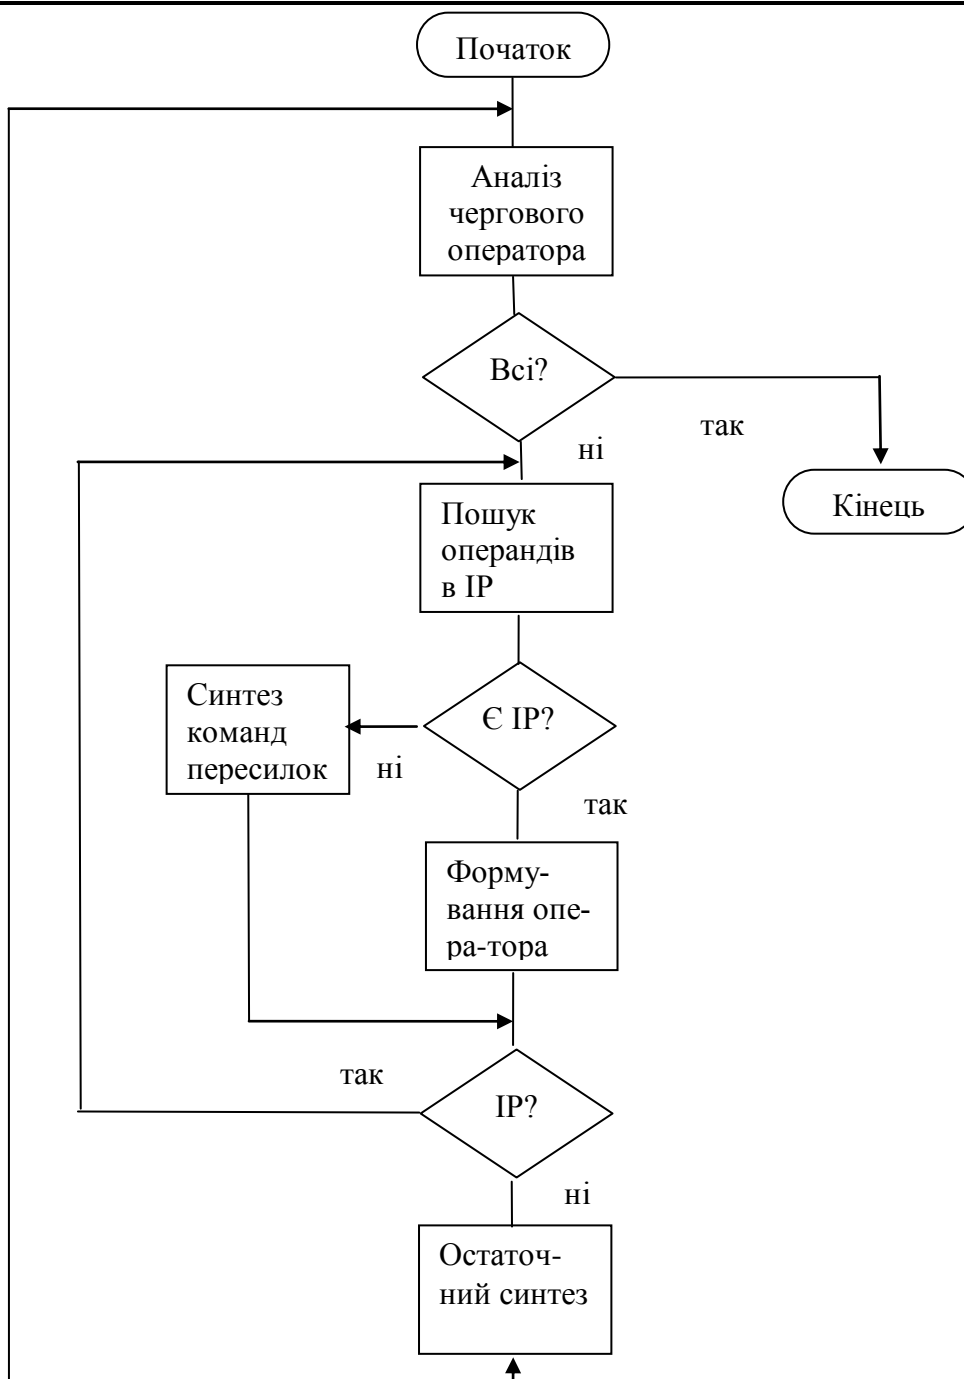 Початок
Аналіз
чергового
оператора
Всі?
ні
так
Кінець
Пошук
операндів
в ІР
Є ІР?
ні
Синтез
команд
пересилок
так
Форму-
вання опе-
ра-тора
так
ІР?
ні
Остаточ-
ний синтез